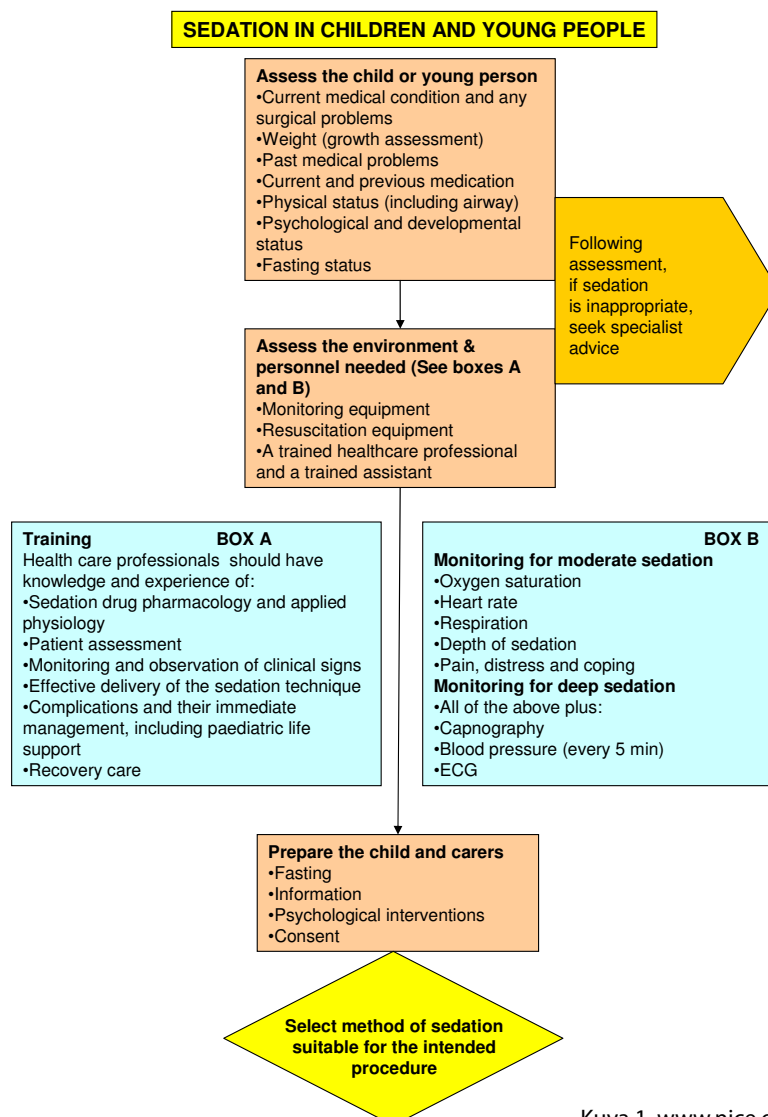 SEDATION IN CHILDREN AND YOUNG PEOPLE
Assess the child or young person
•Current medical condition and any
surgical problems
•Weight (growth assessment)
•Past medical problems
•Current and previous medication
•Physical status (including airway)
•Psychological and developmental
status
•Fasting status
Following
assessment,
if sedation
is inappropriate,
seek specialist
advice
Assess the environment &
personnel needed (See boxes A
and B)
•Monitoring equipment
•Resuscitation equipment
•A trained healthcare professional
and a trained assistant
Training BOX A
Health care professionals should have
knowledge and experience of:
•Sedation drug pharmacology and applied
physiology
•Patient assessment
•Monitoring and observation of clinical signs
•Effective delivery of the sedation technique
•Complications and their immediate
management, including paediatric life
support
•Recovery care
BOX B
Monitoring for moderate sedation
•Oxygen saturation
•Heart rate
•Respiration
•Depth of sedation
•Pain, distress and coping
Monitoring for deep sedation
•All of the above plus:
•Capnography
•Blood pressure (every 5 min)
•ECG
Prepare the child and carers
•Fasting
•Information
•Psychological interventions
•Consent
Select method of sedation
suitable for the intended
procedure
Kuva 1